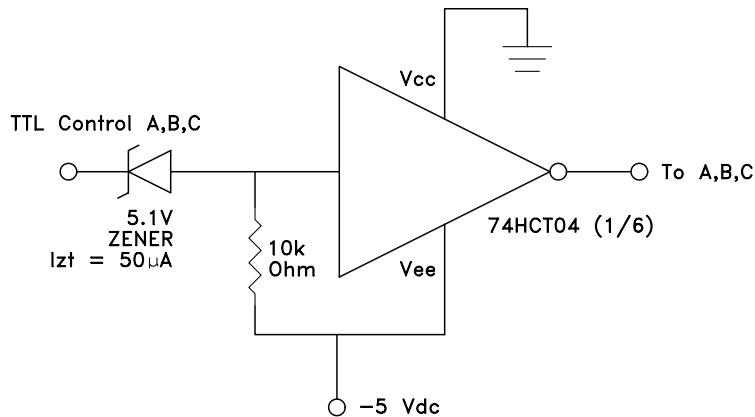 Vcc
TTL Control A,B,C
To A,B,C
5.1V
ZENER
Izt = 50µA
10k
Ohm
74HCT04 (1/6)
Vee
-5 Vdc